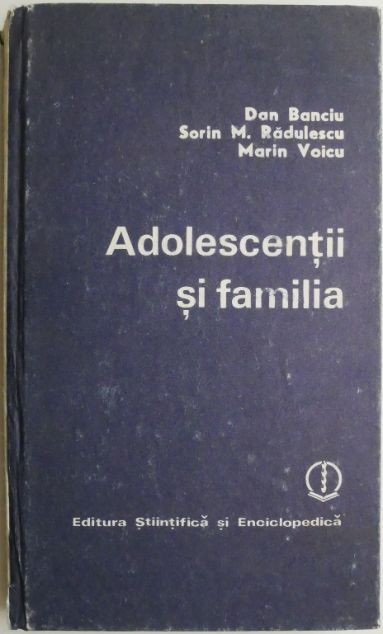 Dan Banciu
Sorin M. Rădulescu
Marin Voicu
Adolescenții
și familia
Editura Științifică și Enciclopedică